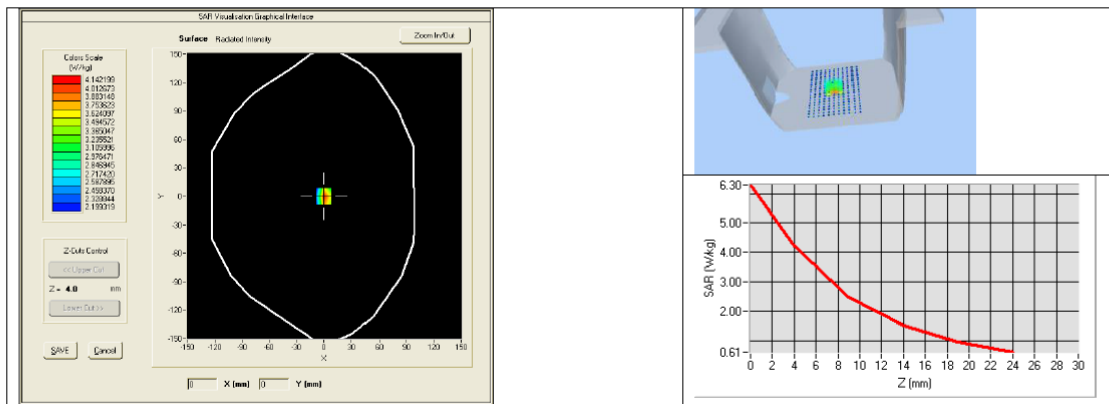 SAR Visualisation Graphical Interface
Surface Radiated Intensity
Zoom In/Out
Colors Scale
(W/kg)
4.142199
4.012673
3.883148
3.753623
3.624097
3.494572
3.365047
3.235521
3.105996
2.976471
2.846945
2.717420
2.587895
2.458370
2.328844
2.199319
Z-Cuts Control
<< Upper Cut
Z = 4.0 mm
Lower Cut >>
SAVE Cancel
150
120
90
60
30
0
-30
-60
-90
-120
-150
Y
-150 -120 -90 -60 -30 0 30 60 90 120 150
X
0 X (mm) 0 Y (mm)
6.30
5.00
4.00
3.00
2.00
0.61
SAR (W/kg)
0 2 4 6 8 10 12 14 16 18 20 22 24 26 28 30
Z (mm)